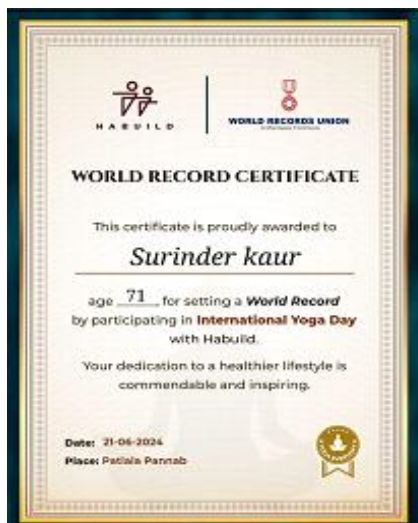 HABUILD
WORLD RECORDS UNION
WORLD RECORD CERTIFICATE
This certificate is proudly awarded to
Surinder kaur
age 71 for setting a World Record
by participating in International Yoga Day
with Habuild.
Your dedication to a healthier lifestyle is
commendable and inspiring.
Date: 21-06-2024
Place: Patiala Pannab